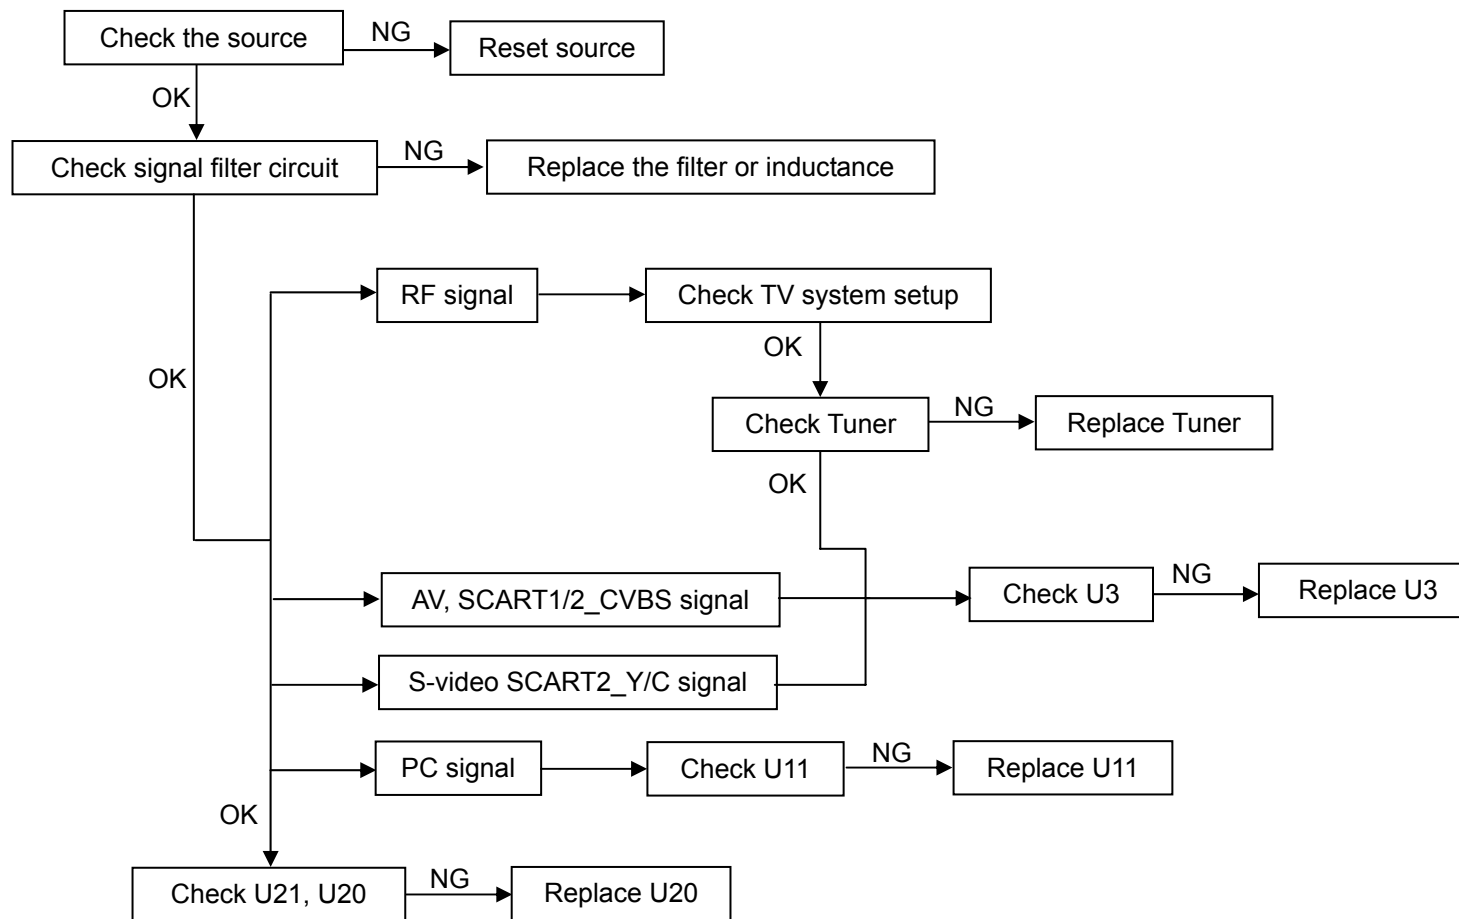 Check the source
NG
Reset source
OK
Check signal filter circuit
NG
Replace the filter or inductance
RF signal
Check TV system setup
OK
OK
Check Tuner
NG
Replace Tuner
OK
AV, SCART1/2_CVBS signal
Check U3
NG
Replace U3
S-video SCART2_Y/C signal
PC signal
Check U11
NG
Replace U11
OK
Check U21, U20
NG
Replace U20